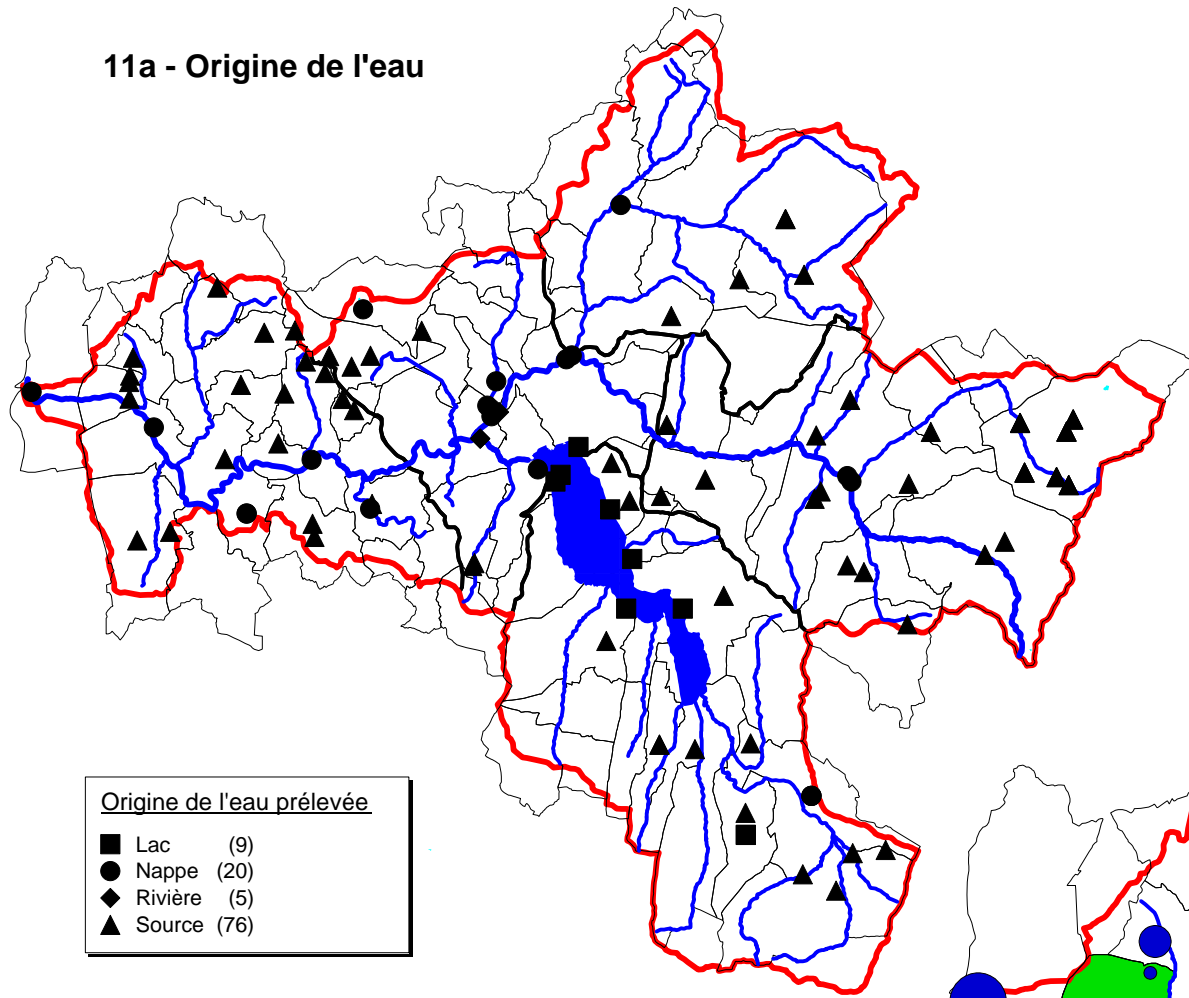 11a - Origine de l'eau
Origine de l'eau prélevée
Lac (9)
Nappe (20)
Rivière (5)
Source (76)